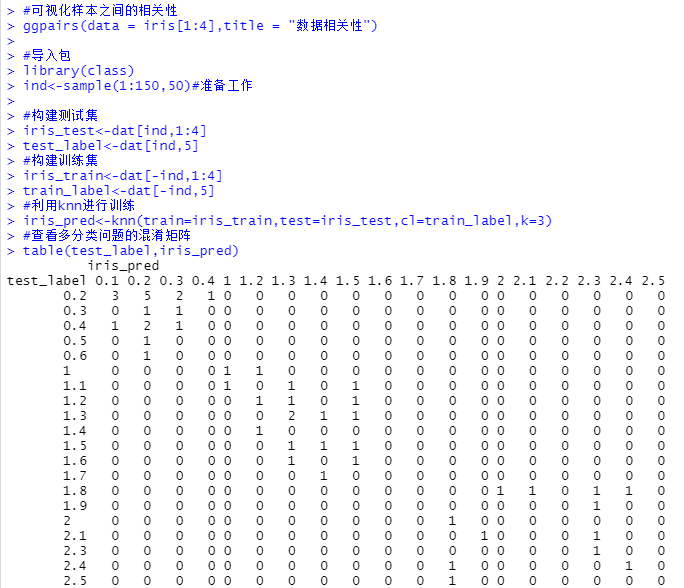 > #可视化样本之间的相关性
> ggpairs(data = iris[1:4],title = "数据相关性")
>
> #导入包
> library(class)
> ind<-sample(1:150,50)#准备工作
>
> #构建测试集
> iris_test<-dat[ind,1:4]
> test_label<-dat[ind,5]
> #构建训练集
> iris_train<-dat[-ind,1:4]
> train_label<-dat[-ind,5]
> #利用knn进行训练
> iris_pred<-knn(train=iris_train,test=iris_test,cl=train_label,k=3)
> #查看多分类问题的混淆矩阵
> table(test_label,iris_pred)
iris_pred
test_label 0.1 0.2 0.3 0.4 1 1.2 1.3 1.4 1.5 1.6 1.7 1.8 1.9 2 2.1 2.2 2.3 2.4 2.5
0.2 3 5 2 1 0 0 0 0 0 0 0 0 0 0 0 0 0 0 0
0.3 0 1 1 0 0 0 0 0 0 0 0 0 0 0 0 0 0 0 0
0.4 1 2 1 0 0 0 0 0 0 0 0 0 0 0 0 0 0 0 0
0.5 0 1 0 0 0 0 0 0 0 0 0 0 0 0 0 0 0 0 0
0.6 0 1 0 0 0 0 0 0 0 0 0 0 0 0 0 0 0 0 0
1 0 0 0 0 1 1 0 0 0 0 0 0 0 0 0 0 0 0 0
1.1 0 0 0 0 1 0 1 0 1 0 0 0 0 0 0 0 0 0 0
1.2 0 0 0 0 0 1 1 0 1 0 0 0 0 0 0 0 0 0 0
1.3 0 0 0 0 0 0 2 1 1 0 0 0 0 0 0 0 0 0 0
1.4 0 0 0 0 0 1 0 0 0 0 0 0 0 0 0 0 0 0 0
1.5 0 0 0 0 0 0 1 1 1 0 0 0 0 0 0 0 0 0 0
1.6 0 0 0 0 0 0 1 0 1 0 0 0 0 0 0 0 0 0 0
1.7 0 0 0 0 0 0 0 1 0 0 0 0 0 0 0 0 0 0 0
1.8 0 0 0 0 0 0 0 0 0 0 0 0 0 1 1 0 1 1 0
1.9 0 0 0 0 0 0 0 0 0 0 0 0 0 0 0 0 1 0 0
2 0 0 0 0 0 0 0 0 0 0 0 1 0 0 0 0 0 0 0
2.1 0 0 0 0 0 0 0 0 0 0 0 0 1 0 0 0 1 0 0
2.3 0 0 0 0 0 0 0 0 0 0 0 0 0 0 0 0 1 0 0
2.4 0 0 0 0 0 0 0 0 0 0 0 1 0 0 0 0 0 1 0
2.5 0 0 0 0 0 0 0 0 0 0 0 1 0 0 0 0 0 0 0